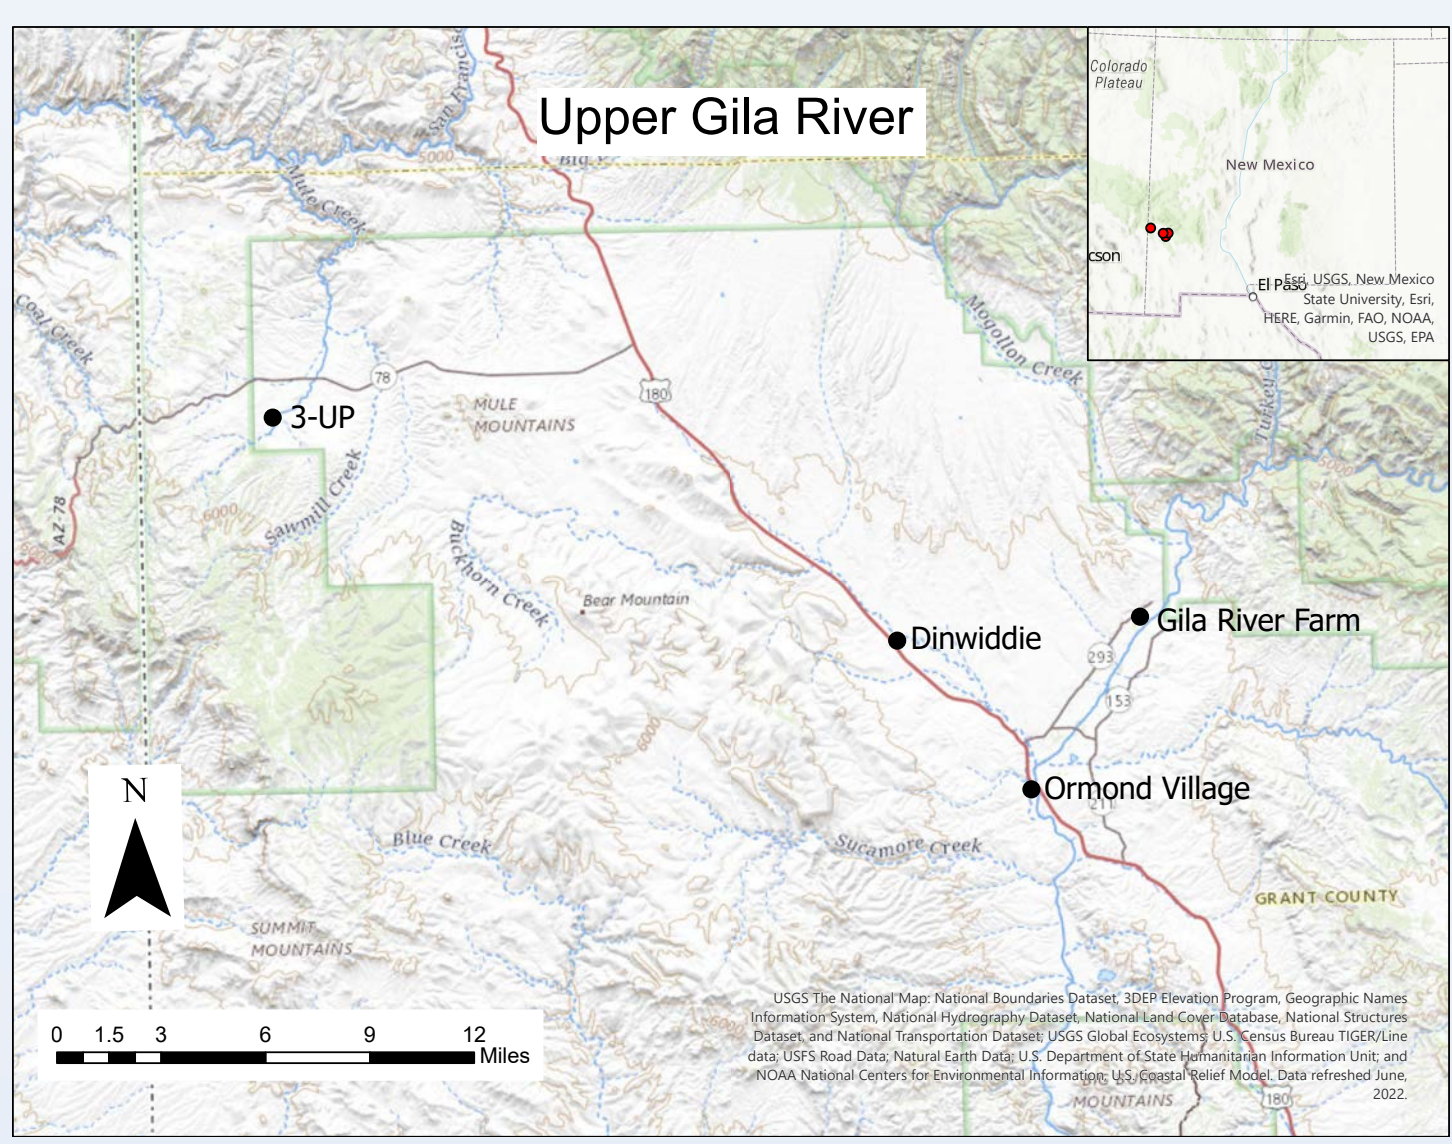 Upper Gila River
San Francisco
5000
Mule Creek
Coal Creek
Colorado
Plateau
New Mexico
cson
El Paso
Esri, USGS, New Mexico
State University, Esri,
HERE, Garmin, FAO, NOAA,
USGS, EPA
Mogollon Creek
78
180
MULE
MOUNTAINS
3-UP
Turkey C
5000
AZ 78
6000
Sawmill Creek
Buckhorn Creek
Bear Mountain
Dinwiddie
Gila River Farm
293
153
6000
Ormond Village
211
N
Blue Creek
Sycamore Creek
GRANT COUNTY
SUMMIT
MOUNTAINS
0 1.5 3 6 9 12
Miles
USGS The National Map: National Boundaries Dataset, 3DEP Elevation Program, Geographic Names
Information System, National Hydrography Dataset, National Land Cover Database, National Structures
Dataset, and National Transportation Dataset; USGS Global Ecosystems; U.S. Census Bureau TIGER/Line
data; USFS Road Data; Natural Earth Data; U.S. Department of State Humanitarian Information Unit; and
NOAA National Centers for Environmental Information, U.S. Coastal Relief Model. Data refreshed June,
2022.
6000
MOUNTAINS
180